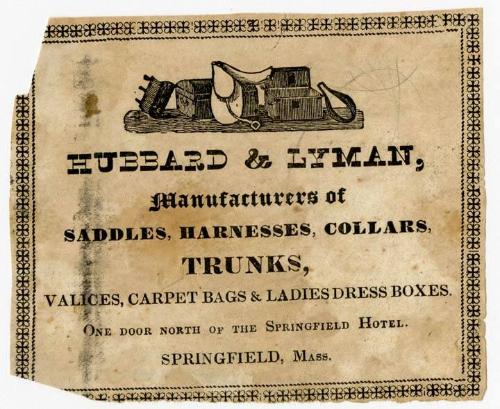 HUBBARD & LYMAN,
Manufacturers of
SADDLES, HARNESSES, COLLARS,
TRUNKS,
VALICES, CARPET BAGS & LADIES DRESS BOXES.
ONE DOOR NORTH OF THE SPRINGFIELD HOTEL.
SPRINGFIELD, MASS.